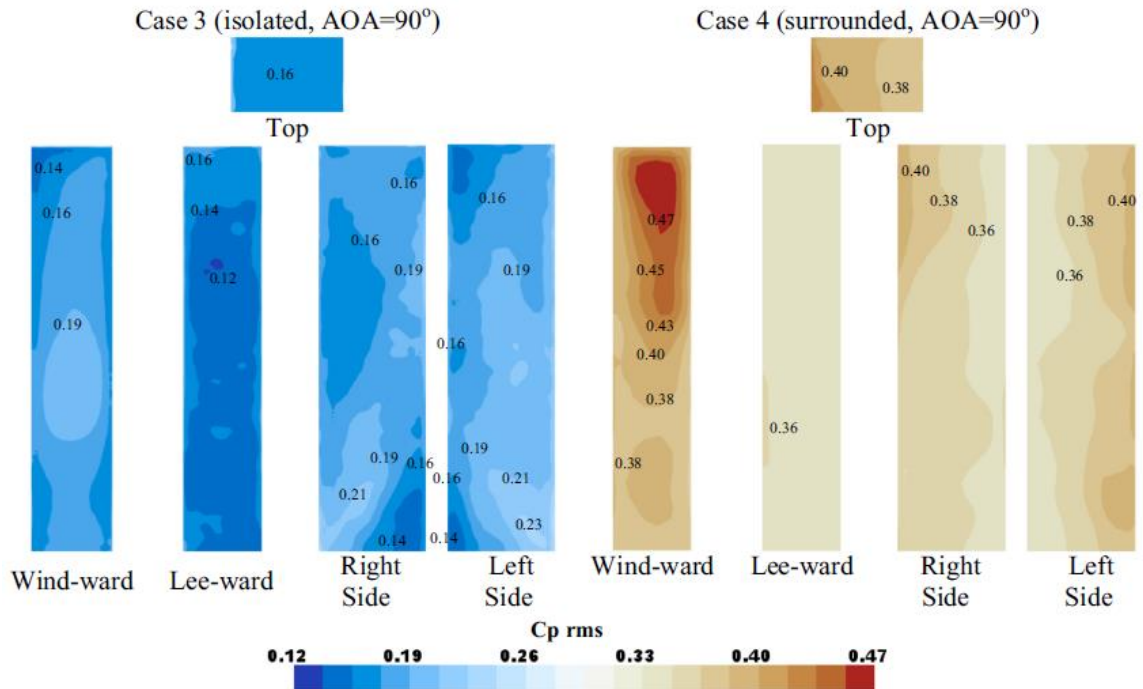 Case 3 (isolated, AOA=90°)
0.16
Top
0.14
0.16
0.19
Wind-ward
0.16
0.14
0.12
Lee-ward
0.16
0.16
0.19
0.19
0.16
0.21
0.14
Right
Side
0.16
0.19
0.16
0.19
0.16
0.21
0.23
0.14
Left
Side
Case 4 (surrounded, AOA=90°)
0.40
0.38
Top
0.47
0.45
0.43
0.40
0.38
0.38
Wind-ward
0.36
Lee-ward
0.40
0.38
0.36
Right
Side
0.40
0.38
0.36
Left
Side
Cp rms
0.12 0.19 0.26 0.33 0.40 0.47